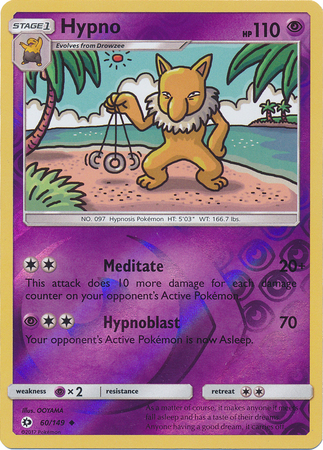 STAGE 1
Hypno
HP 110
Evolves from Drowzee
NO. 097 Hypnosis Pokémon HT: 5'03" WT: 166.7 lbs.
Meditate 20+
This attack does 10 more damage for each damage
counter on your opponent's Active Pokémon.
Hypnoblast 70
Your opponent's Active Pokémon is now Asleep.
weakness ×2 resistance retreat
Illus. OOYAMA
60/149
©2017 Pokémon
As a matter of course, it makes anyone it meets
fall asleep and has a taste of their dreams.
Anyone having a good dream, it carries off.